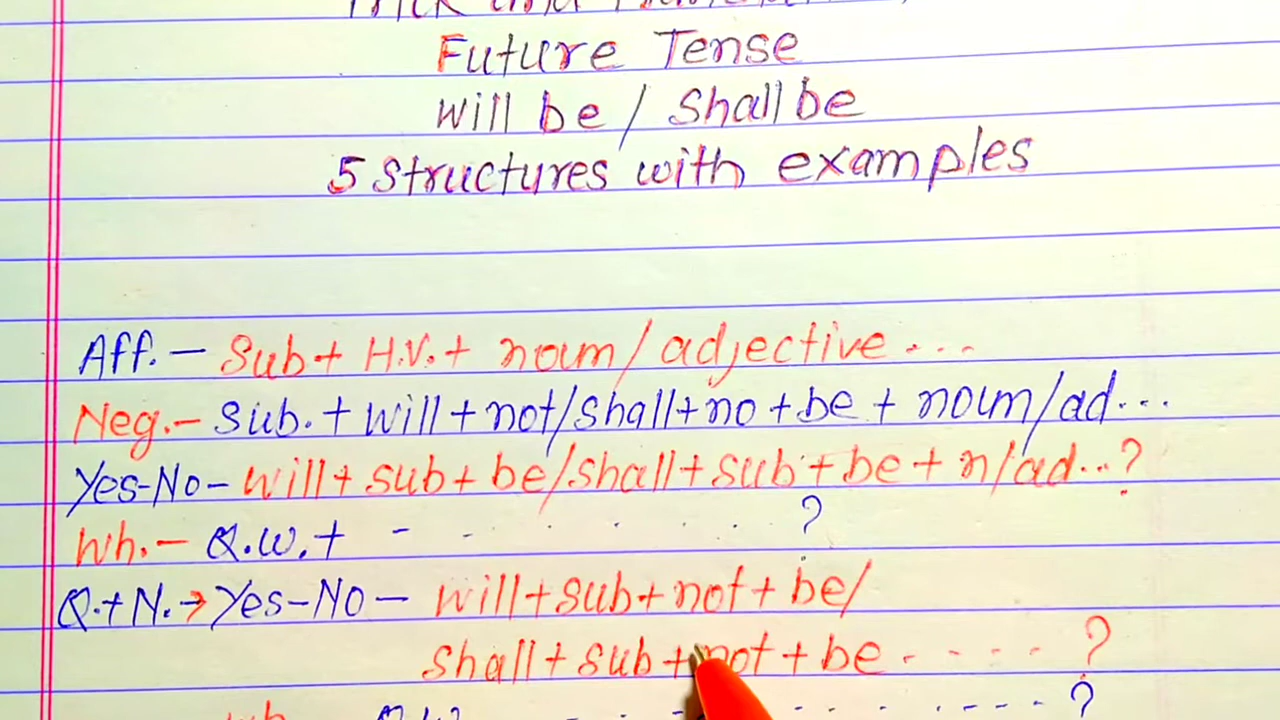 Future Tense
Will be / Shall be
5 Structures with examples
Aff. - Sub + H.V. + noun/adjective ...
Neg. - Sub. + will + not/shall + no + be + noun/ad...
Yes-No - will + sub + be/shall + sub + be + n/ad...?
Wh. - Q.W. + - - . . . . ?
Q. + N. → Yes-No - will + sub + not + be/
shall + sub + not + be - - - - ?
wh Q.W - - - - - - - ?